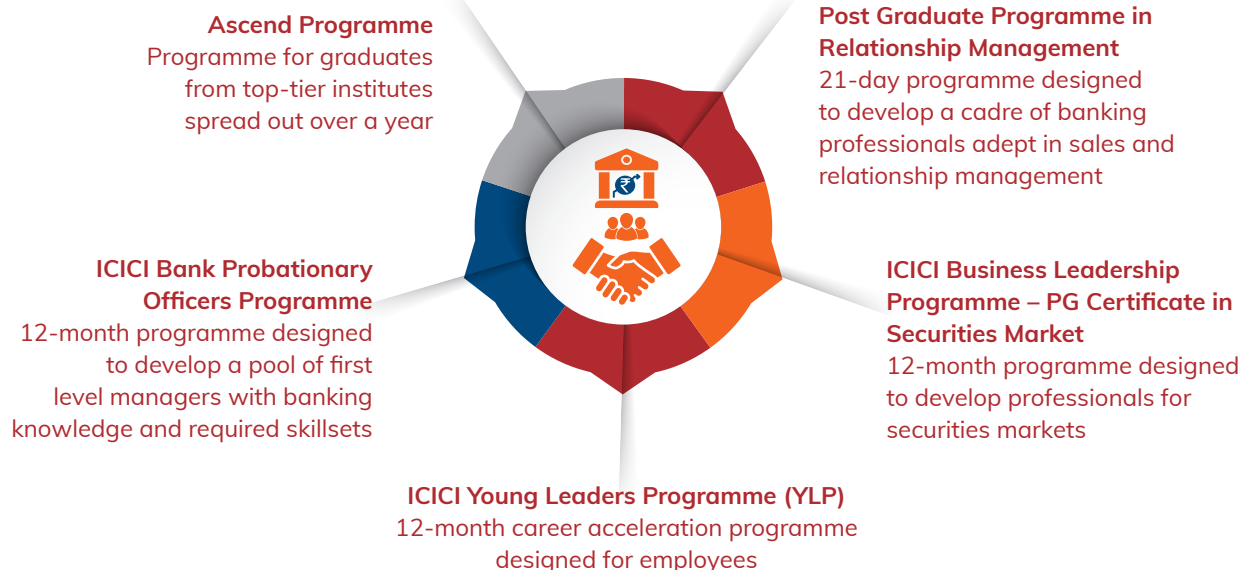 Ascend Programme
Programme for graduates
from top-tier institutes
spread out over a year
Post Graduate Programme in
Relationship Management
21-day programme designed
to develop a cadre of banking
professionals adept in sales and
relationship management
ICICI Bank Probationary
Officers Programme
12-month programme designed
to develop a pool of first
level managers with banking
knowledge and required skillsets
ICICI Business Leadership
Programme – PG Certificate in
Securities Market
12-month programme designed
to develop professionals for
securities markets
ICICI Young Leaders Programme (YLP)
12-month career acceleration programme
designed for employees
₹